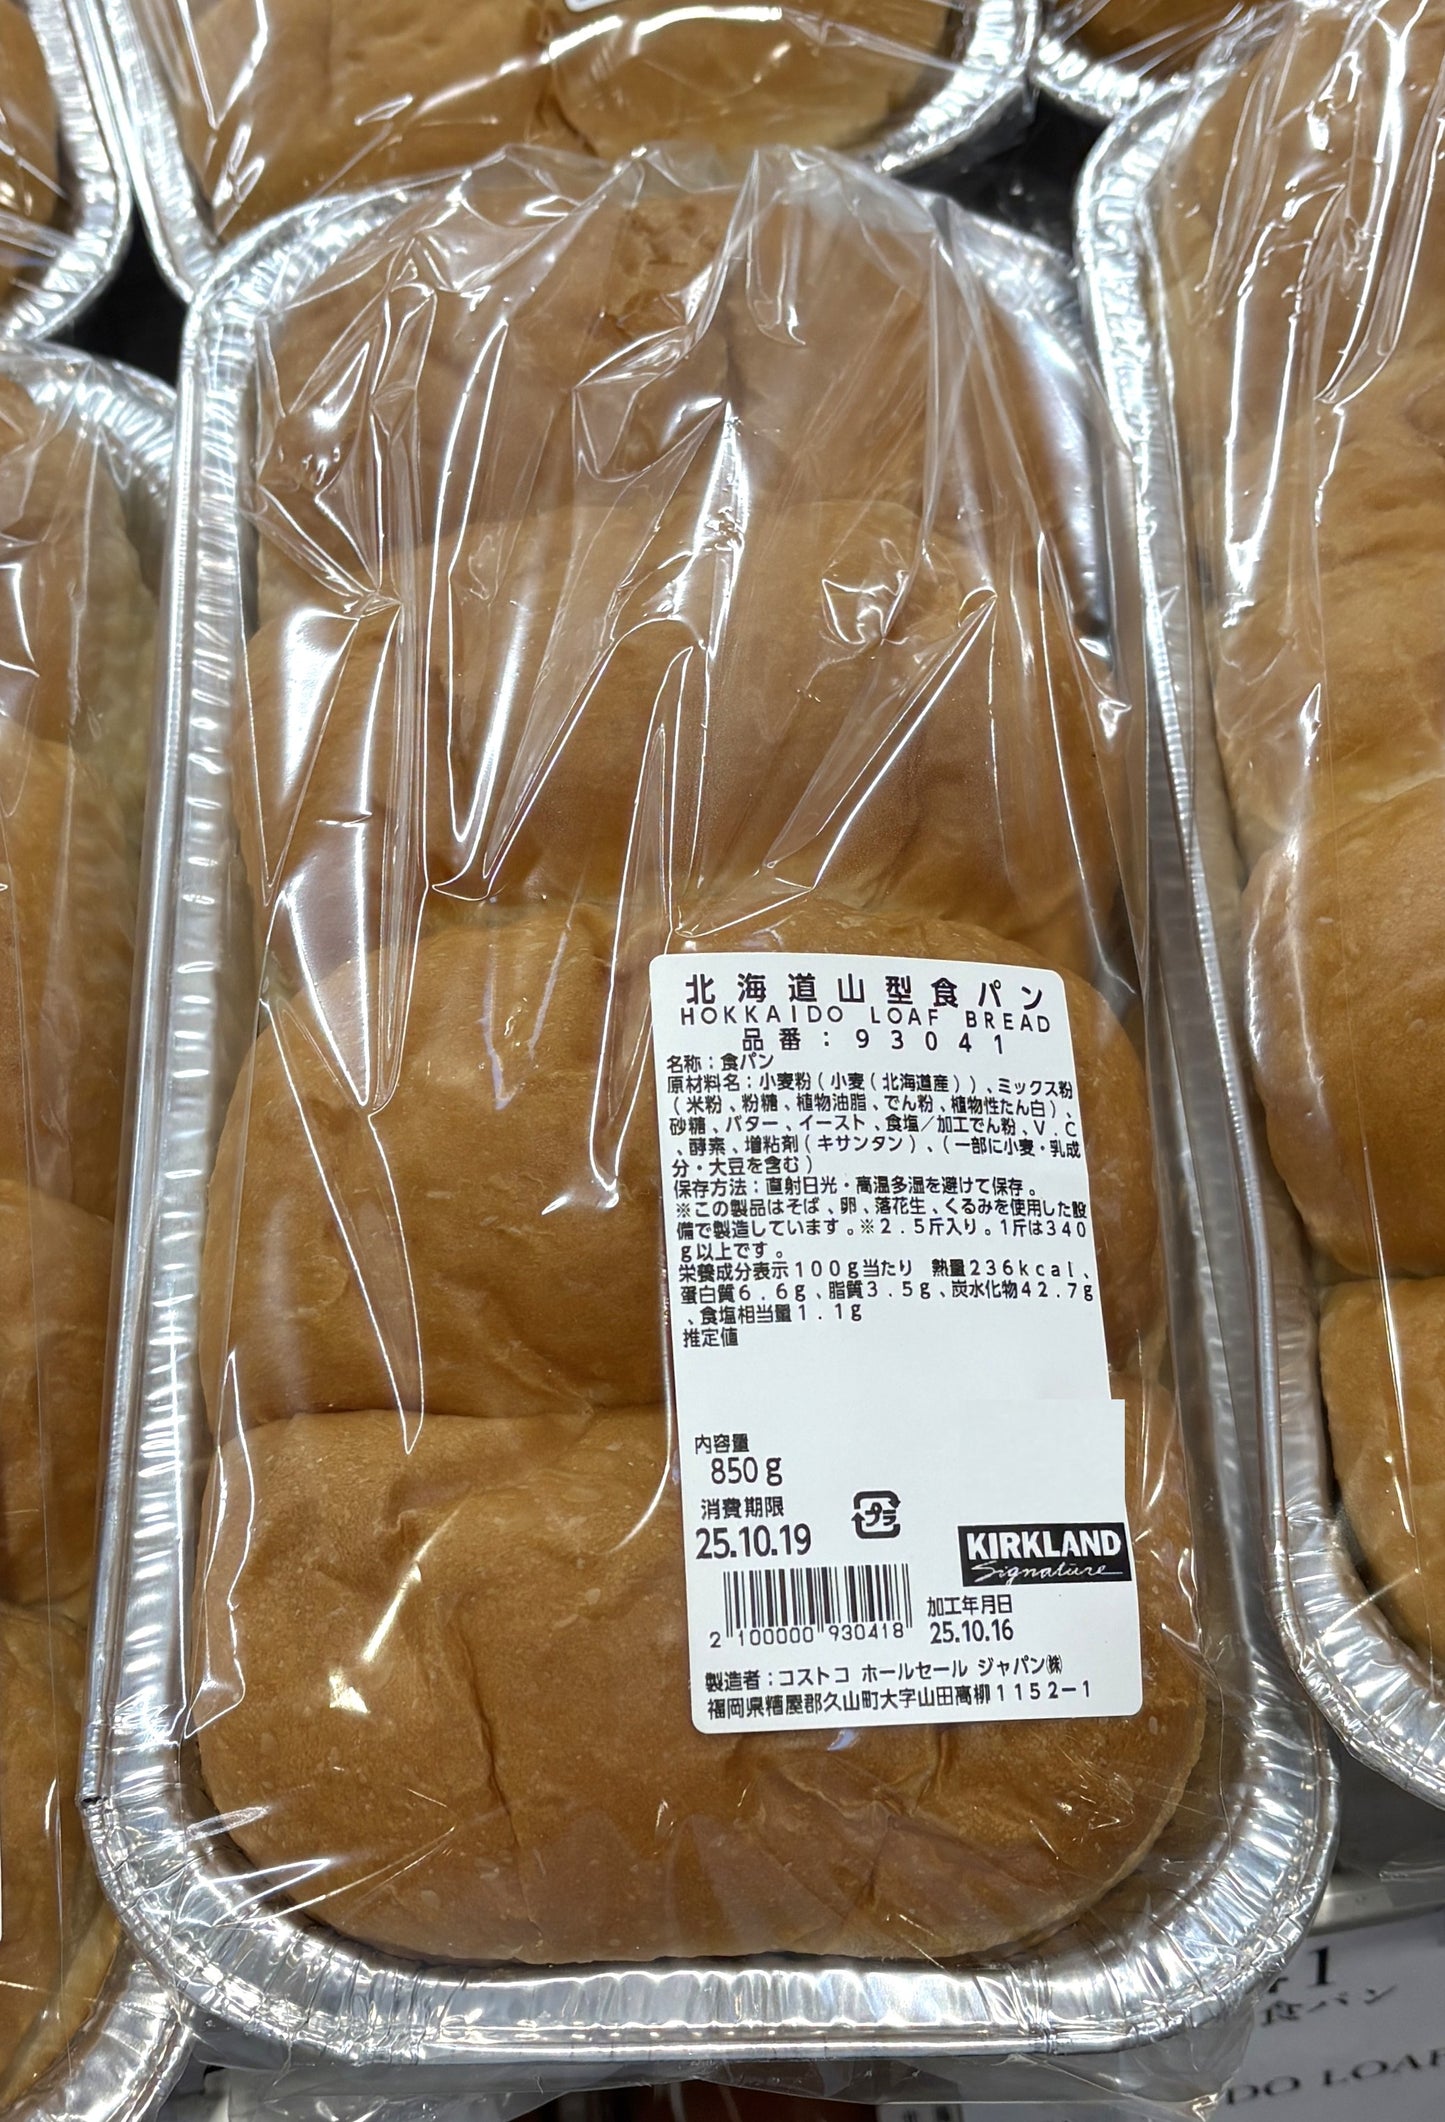 北海道山型食パン
HOKKAIDO LOAF BREAD
品番：93041
名称：食パン
原材料名：小麦粉（小麦（北海道産））、ミックス粉
（米粉、粉糖、植物油脂、でん粉、植物性たん白）、
砂糖、バター、イースト、食塩／加工でん粉、V.C
、酵素、増粘剤（キサンタン）、（一部に小麦・乳成
分・大豆を含む）
保存方法：直射日光・高温多湿を避けて保存。
※この製品はそば、卵、落花生、くるみを使用した設
備で製造しています。※2.5斤入り。1斤は340
g以上です。
栄養成分表示100g当たり 熱量236kcal、
蛋白質6.6g、脂質3.5g、炭水化物42.7g
、食塩相当量1.1g
推定値
内容量
850g
消費期限
25.10.19
プラ
KIRKLAND
Signature
2 100000 930418
加工年月日
25.10.16
製造者：コストコ ホールセール ジャパン㈱
福岡県糟屋郡久山町大字山田高柳1152-1
食パン
DO LOAF